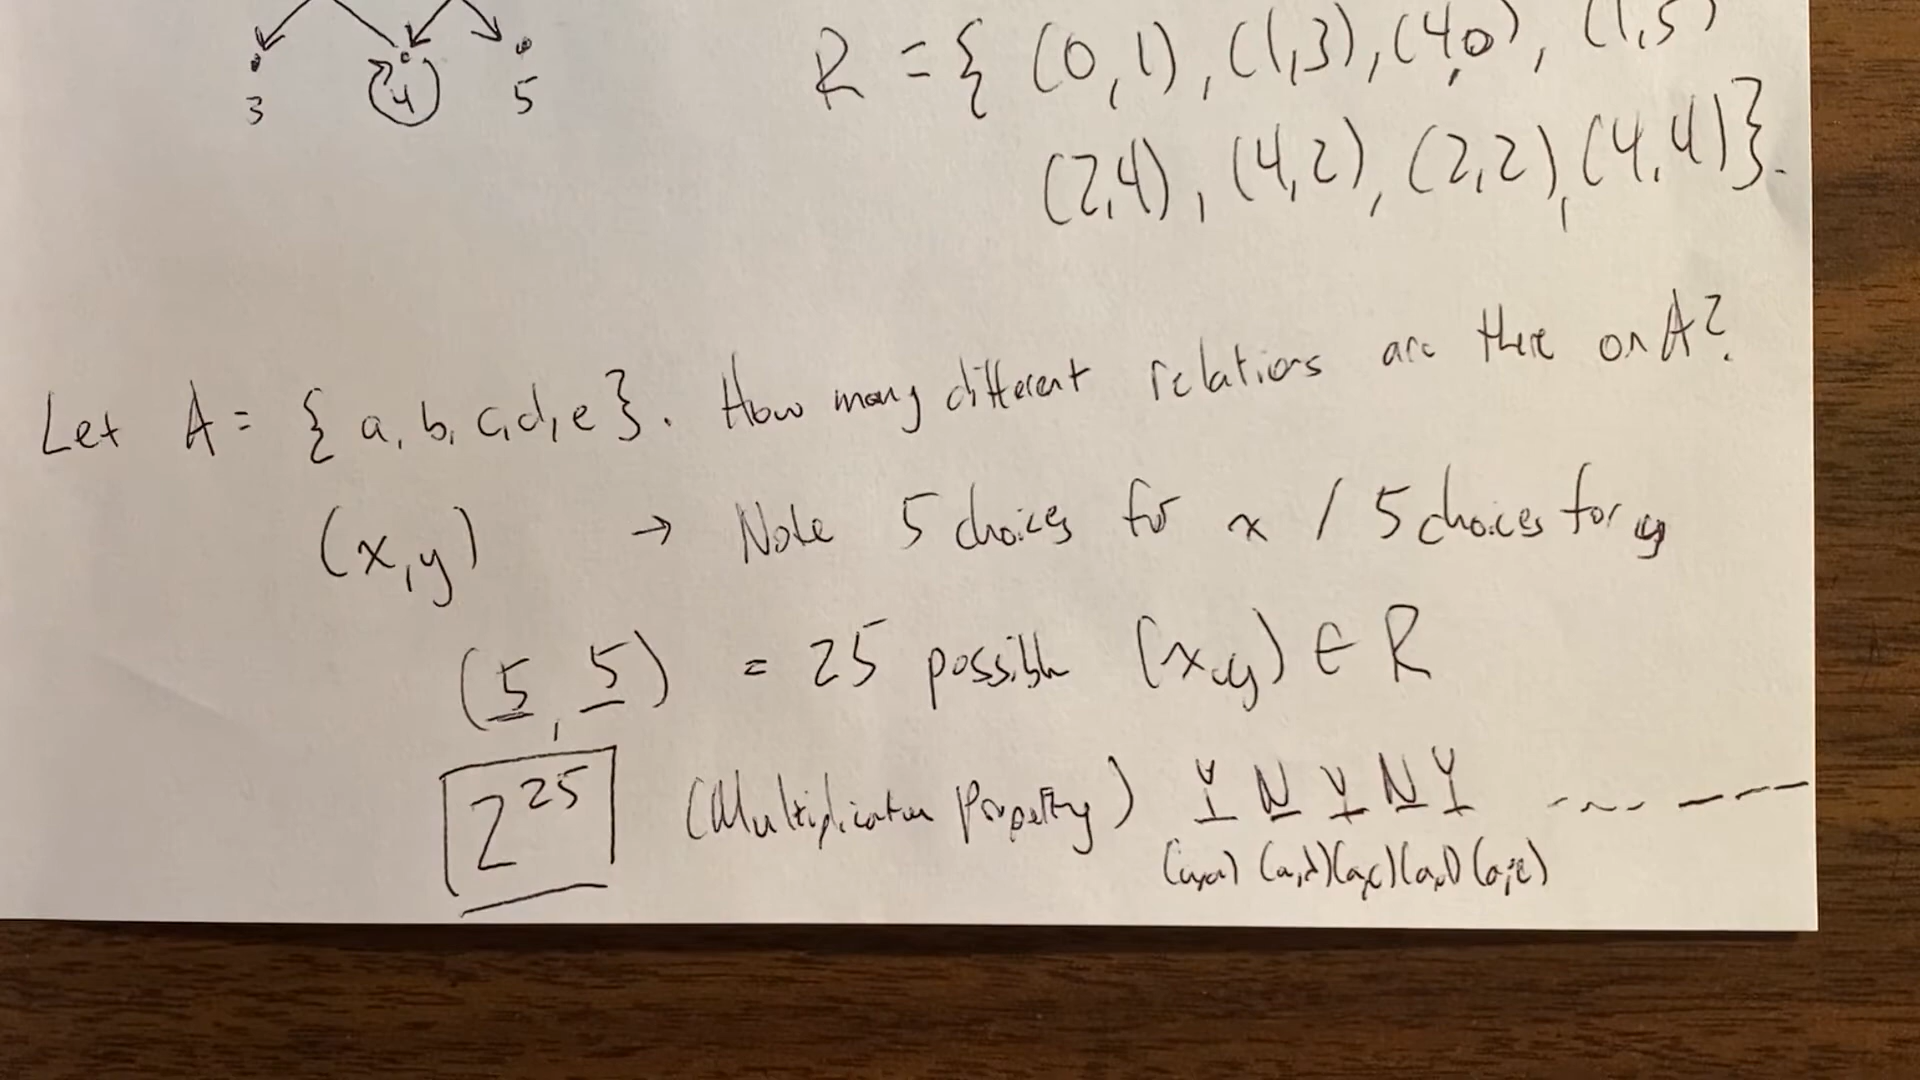 R = { (0,1), (1,3), (4,0), (1,5)
3 4 5
(2,4), (4,2), (2,2), (4,4)}.
Let A = { a, b, c, d, e }. How many different relations are there on A?
(x,y) → Note 5 choices for x / 5 choices for y
(5, 5) = 25 possible (x,y) ∈ R
2^25 (Multiplication Property) Y N Y N Y
(a,a) (a,b) (a,c) (a,d) (a,e)